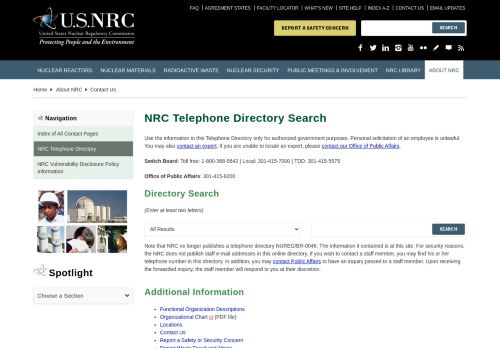 FAQ | AGREEMENT STATES | FACILITY LOCATOR | WHAT'S NEW | SITE HELP | INDEX A-Z | CONTACT US | EMAIL UPDATES
U.S.NRC
United States Nuclear Regulatory Commission
Protecting People and the Environment
REPORT A SAFETY CONCERN
SEARCH
NUCLEAR REACTORS NUCLEAR MATERIALS RADIOACTIVE WASTE NUCLEAR SECURITY PUBLIC MEETINGS & INVOLVEMENT NRC LIBRARY ABOUT NRC
Home About NRC Contact Us
Navigation
Index of All Contact Pages
NRC Telephone Directory
NRC Vulnerability Disclosure Policy
Information
Spotlight
Choose a Section
NRC Telephone Directory Search
Use the information in this Telephone Directory only for authorized government purposes. Personal solicitation of an employee is unlawful.
You may also contact an expert. If you are unable to locate an expert, please contact our Office of Public Affairs.
Switch Board: Toll free: 1-800-368-5642 | Local: 301-415-7000 | TDD: 301-415-5575
Office of Public Affairs: 301-415-8200
Directory Search
(Enter at least two letters)
All Results
SEARCH
Note that NRC no longer publishes a telephone directory NUREG/BR-0046. The information it contained is at this site. For security reasons,
the NRC does not publish staff e-mail addresses in this online directory. If you wish to contact a staff member, you may find his or her
telephone number in this directory. In addition, you may contact Public Affairs to have an inquiry passed to a staff member. Upon receiving
the forwarded inquiry, the staff member will respond to you at their discretion.
Additional Information
Functional Organization Descriptions
Organizational Chart (PDF file)
Locations
Contact Us
Report a Safety or Security Concern